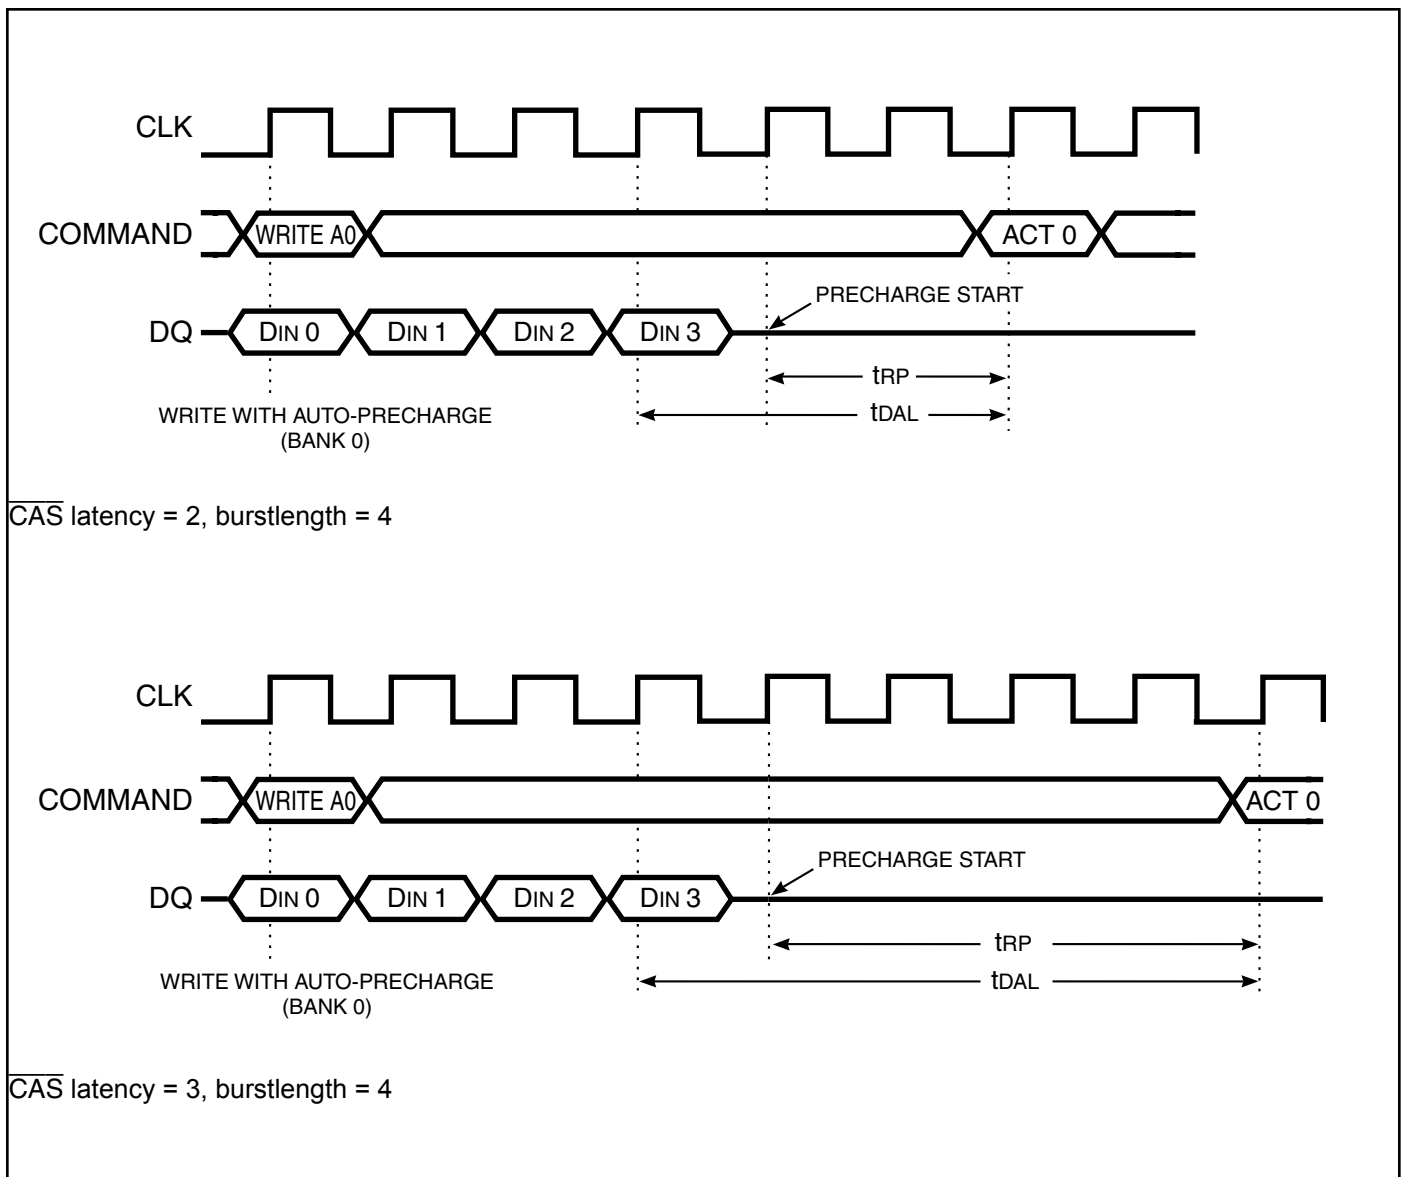 CLK
COMMAND WRITE A0 ACT 0
PRECHARGE START
DQ DIN 0 DIN 1 DIN 2 DIN 3
tRP
WRITE WITH AUTO-PRECHARGE tDAL
(BANK 0)
CAS latency = 2, burstlength = 4
CLK
COMMAND WRITE A0 ACT 0
PRECHARGE START
DQ DIN 0 DIN 1 DIN 2 DIN 3
tRP
WRITE WITH AUTO-PRECHARGE tDAL
(BANK 0)
CAS latency = 3, burstlength = 4